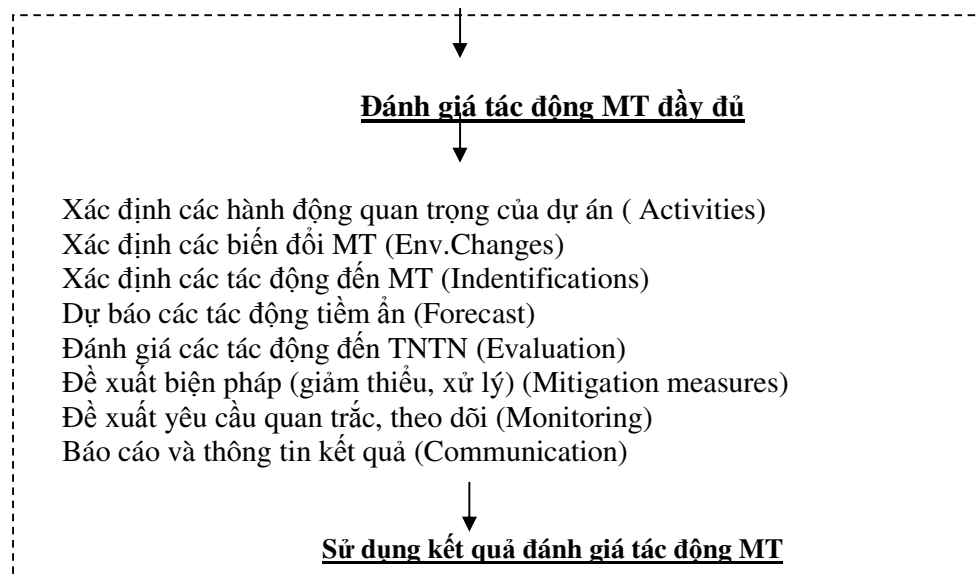 Đánh giá tác động MT đầy đủ
Xác định các hành động quan trọng của dự án ( Activities)
Xác định các biến đổi MT (Env.Changes)
Xác định các tác động đến MT (Indentifications)
Dự báo các tác động tiềm ẩn (Forecast)
Đánh giá các tác động đến TNTN (Evaluation)
Đề xuất biện pháp (giảm thiểu, xử lý) (Mitigation measures)
Đề xuất yêu cầu quan trắc, theo dõi (Monitoring)
Báo cáo và thông tin kết quả (Communication)
Sử dụng kết quả đánh giá tác động MT